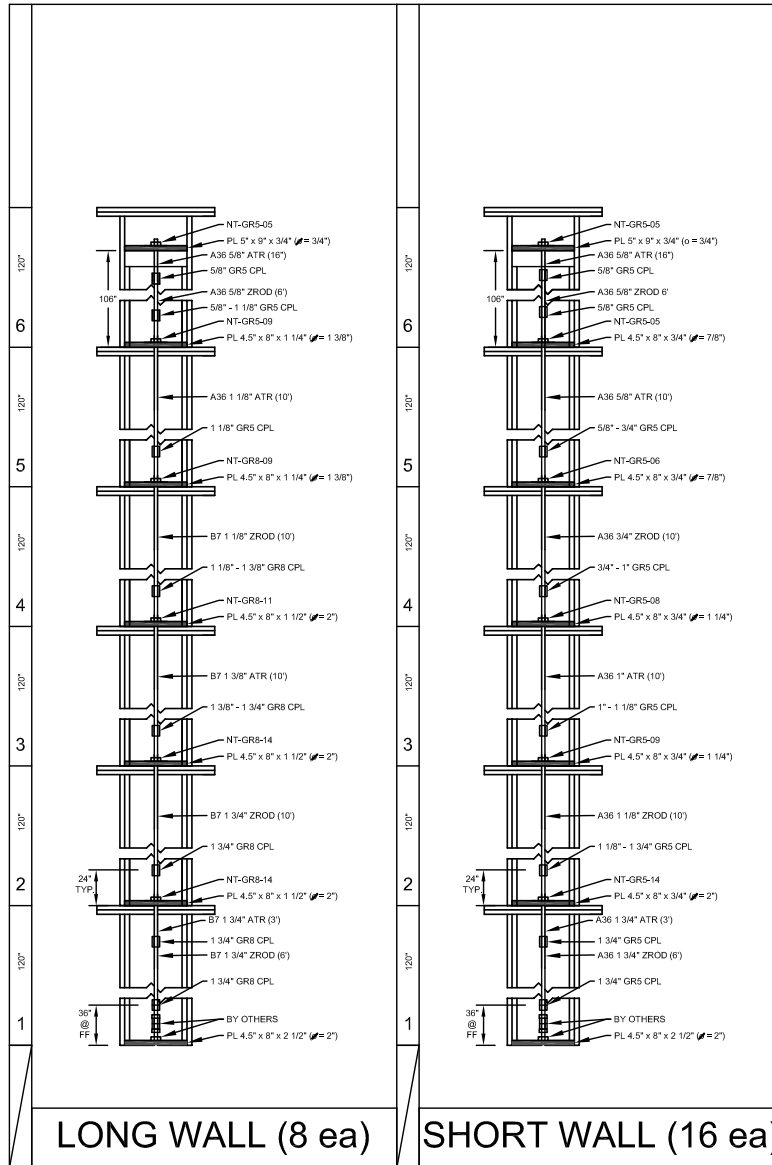 NT-GR5-05
PL 5" x 9" x 3/4" (ø = 3/4")
A36 5/8" ATR (16")
5/8" GR5 CPL
120"
106"
A36 5/8" ZROD (6')
5/8" - 1 1/8" GR5 CPL
6
NT-GR5-09
PL 4.5" x 8" x 1 1/4" (ø = 1 3/8")
120"
A36 1 1/8" ATR (10')
1 1/8" GR5 CPL
5
NT-GR8-09
PL 4.5" x 8" x 1 1/4" (ø = 1 3/8")
120"
B7 1 1/8" ZROD (10')
1 1/8" - 1 3/8" GR8 CPL
4
NT-GR8-11
PL 4.5" x 8" x 1 1/2" (ø = 2")
120"
B7 1 3/8" ATR (10')
1 3/8" - 1 3/4" GR8 CPL
3
NT-GR8-14
PL 4.5" x 8" x 1 1/2" (ø = 2")
120"
B7 1 3/4" ZROD (10')
1 3/4" GR8 CPL
24"
TYP.
2
NT-GR8-14
PL 4.5" x 8" x 1 1/2" (ø = 2")
B7 1 3/4" ATR (3')
120"
1 3/4" GR8 CPL
B7 1 3/4" ZROD (6')
1 3/4" GR8 CPL
36"
@
FF
1
BY OTHERS
PL 4.5" x 8" x 2 1/2" (ø = 2")
LONG WALL (8 ea)
NT-GR5-05
PL 5" x 9" x 3/4" (o = 3/4")
A36 5/8" ATR (16")
5/8" GR5 CPL
120"
106"
A36 5/8" ZROD 6'
5/8" GR5 CPL
6
NT-GR5-05
PL 4.5" x 8" x 3/4" (ø = 7/8")
120"
A36 5/8" ATR (10')
5/8" - 3/4" GR5 CPL
5
NT-GR5-06
PL 4.5" x 8" x 3/4" (ø = 7/8")
120"
A36 3/4" ZROD (10')
3/4" - 1" GR5 CPL
4
NT-GR5-08
PL 4.5" x 8" x 3/4" (ø = 1 1/4")
120"
A36 1" ATR (10')
1" - 1 1/8" GR5 CPL
3
NT-GR5-09
PL 4.5" x 8" x 3/4" (ø = 1 1/4")
120"
A36 1 1/8" ZROD (10')
1 1/8" - 1 3/4" GR5 CPL
24"
TYP.
2
NT-GR5-14
PL 4.5" x 8" x 3/4" (ø = 2")
A36 1 3/4" ATR (3')
120"
1 3/4" GR5 CPL
A36 1 3/4" ZROD (6')
1 3/4" GR5 CPL
36"
@
FF
1
BY OTHERS
PL 4.5" x 8" x 2 1/2" (ø = 2")
SHORT WALL (16 ea)